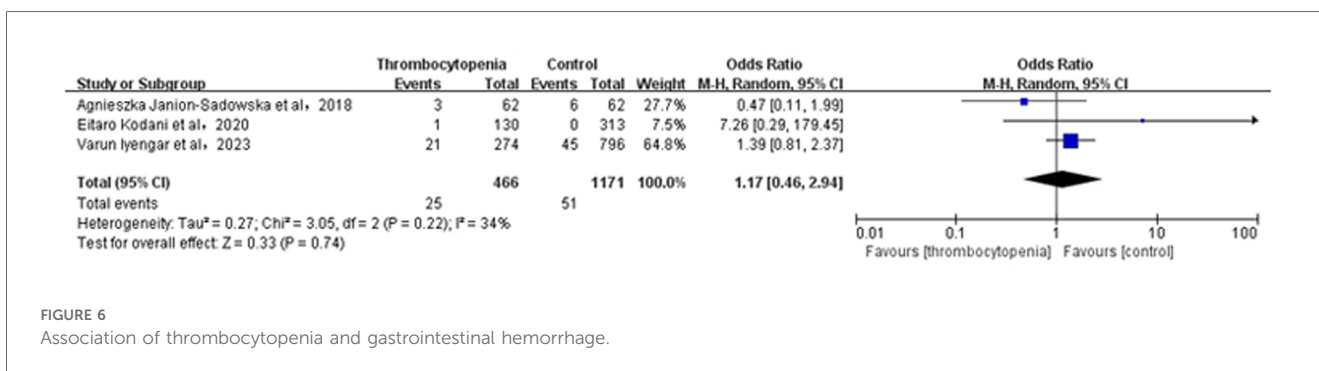 Thrombocytopenia Control Odds Ratio Odds Ratio
Study or Subgroup Events Total Events Total Weight M-H, Random, 95% CI M-H, Random, 95% CI
Agnieszka Janion-Sadowska et al，2018 3 62 6 62 27.7% 0.47 [0.11, 1.99]
Eitaro Kodani et al，2020 1 130 0 313 7.5% 7.26 [0.29, 179.45]
Varun Iyengar et al，2023 21 274 45 796 64.8% 1.39 [0.81, 2.37]
Total (95% CI) 466 1171 100.0% 1.17 [0.46, 2.94]
Total events 25 51
Heterogeneity: Tau² = 0.27; Chi² = 3.05, df = 2 (P = 0.22); I² = 34%
Test for overall effect: Z = 0.33 (P = 0.74)
0.01 0.1 1 10 100
Favours [thrombocytopenia] Favours [control]
FIGURE 6
Association of thrombocytopenia and gastrointestinal hemorrhage.